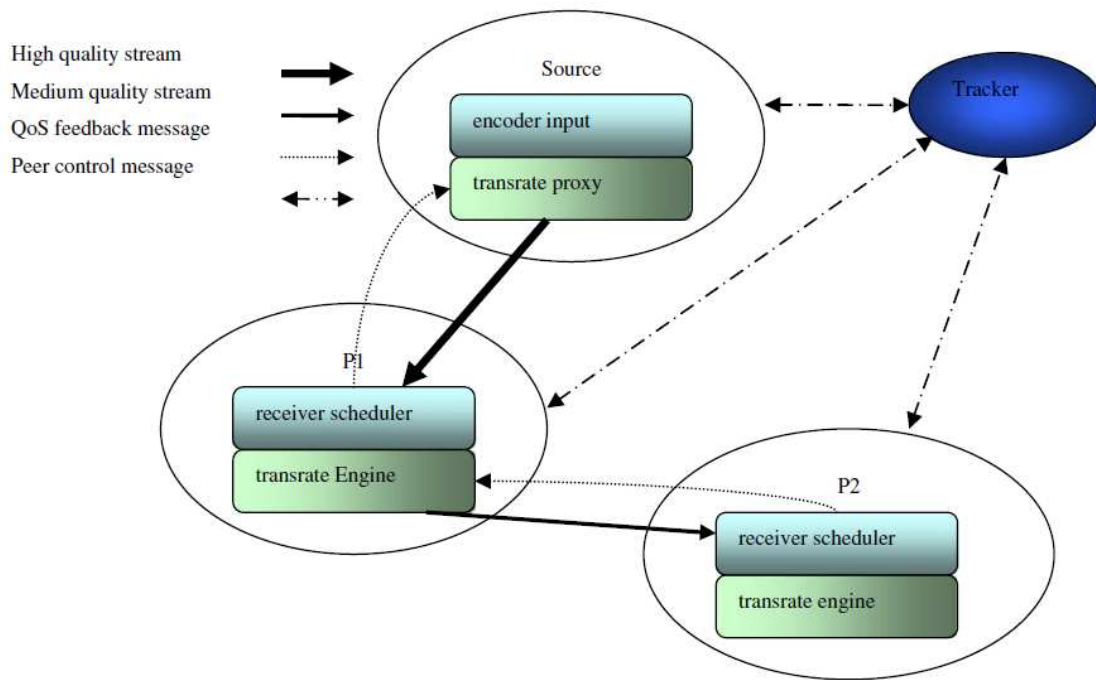 High quality stream
Medium quality stream
QoS feedback message
Peer control message
Source
encoder input
transrate proxy
Tracker
P1
receiver scheduler
transrate Engine
P2
receiver scheduler
transrate engine